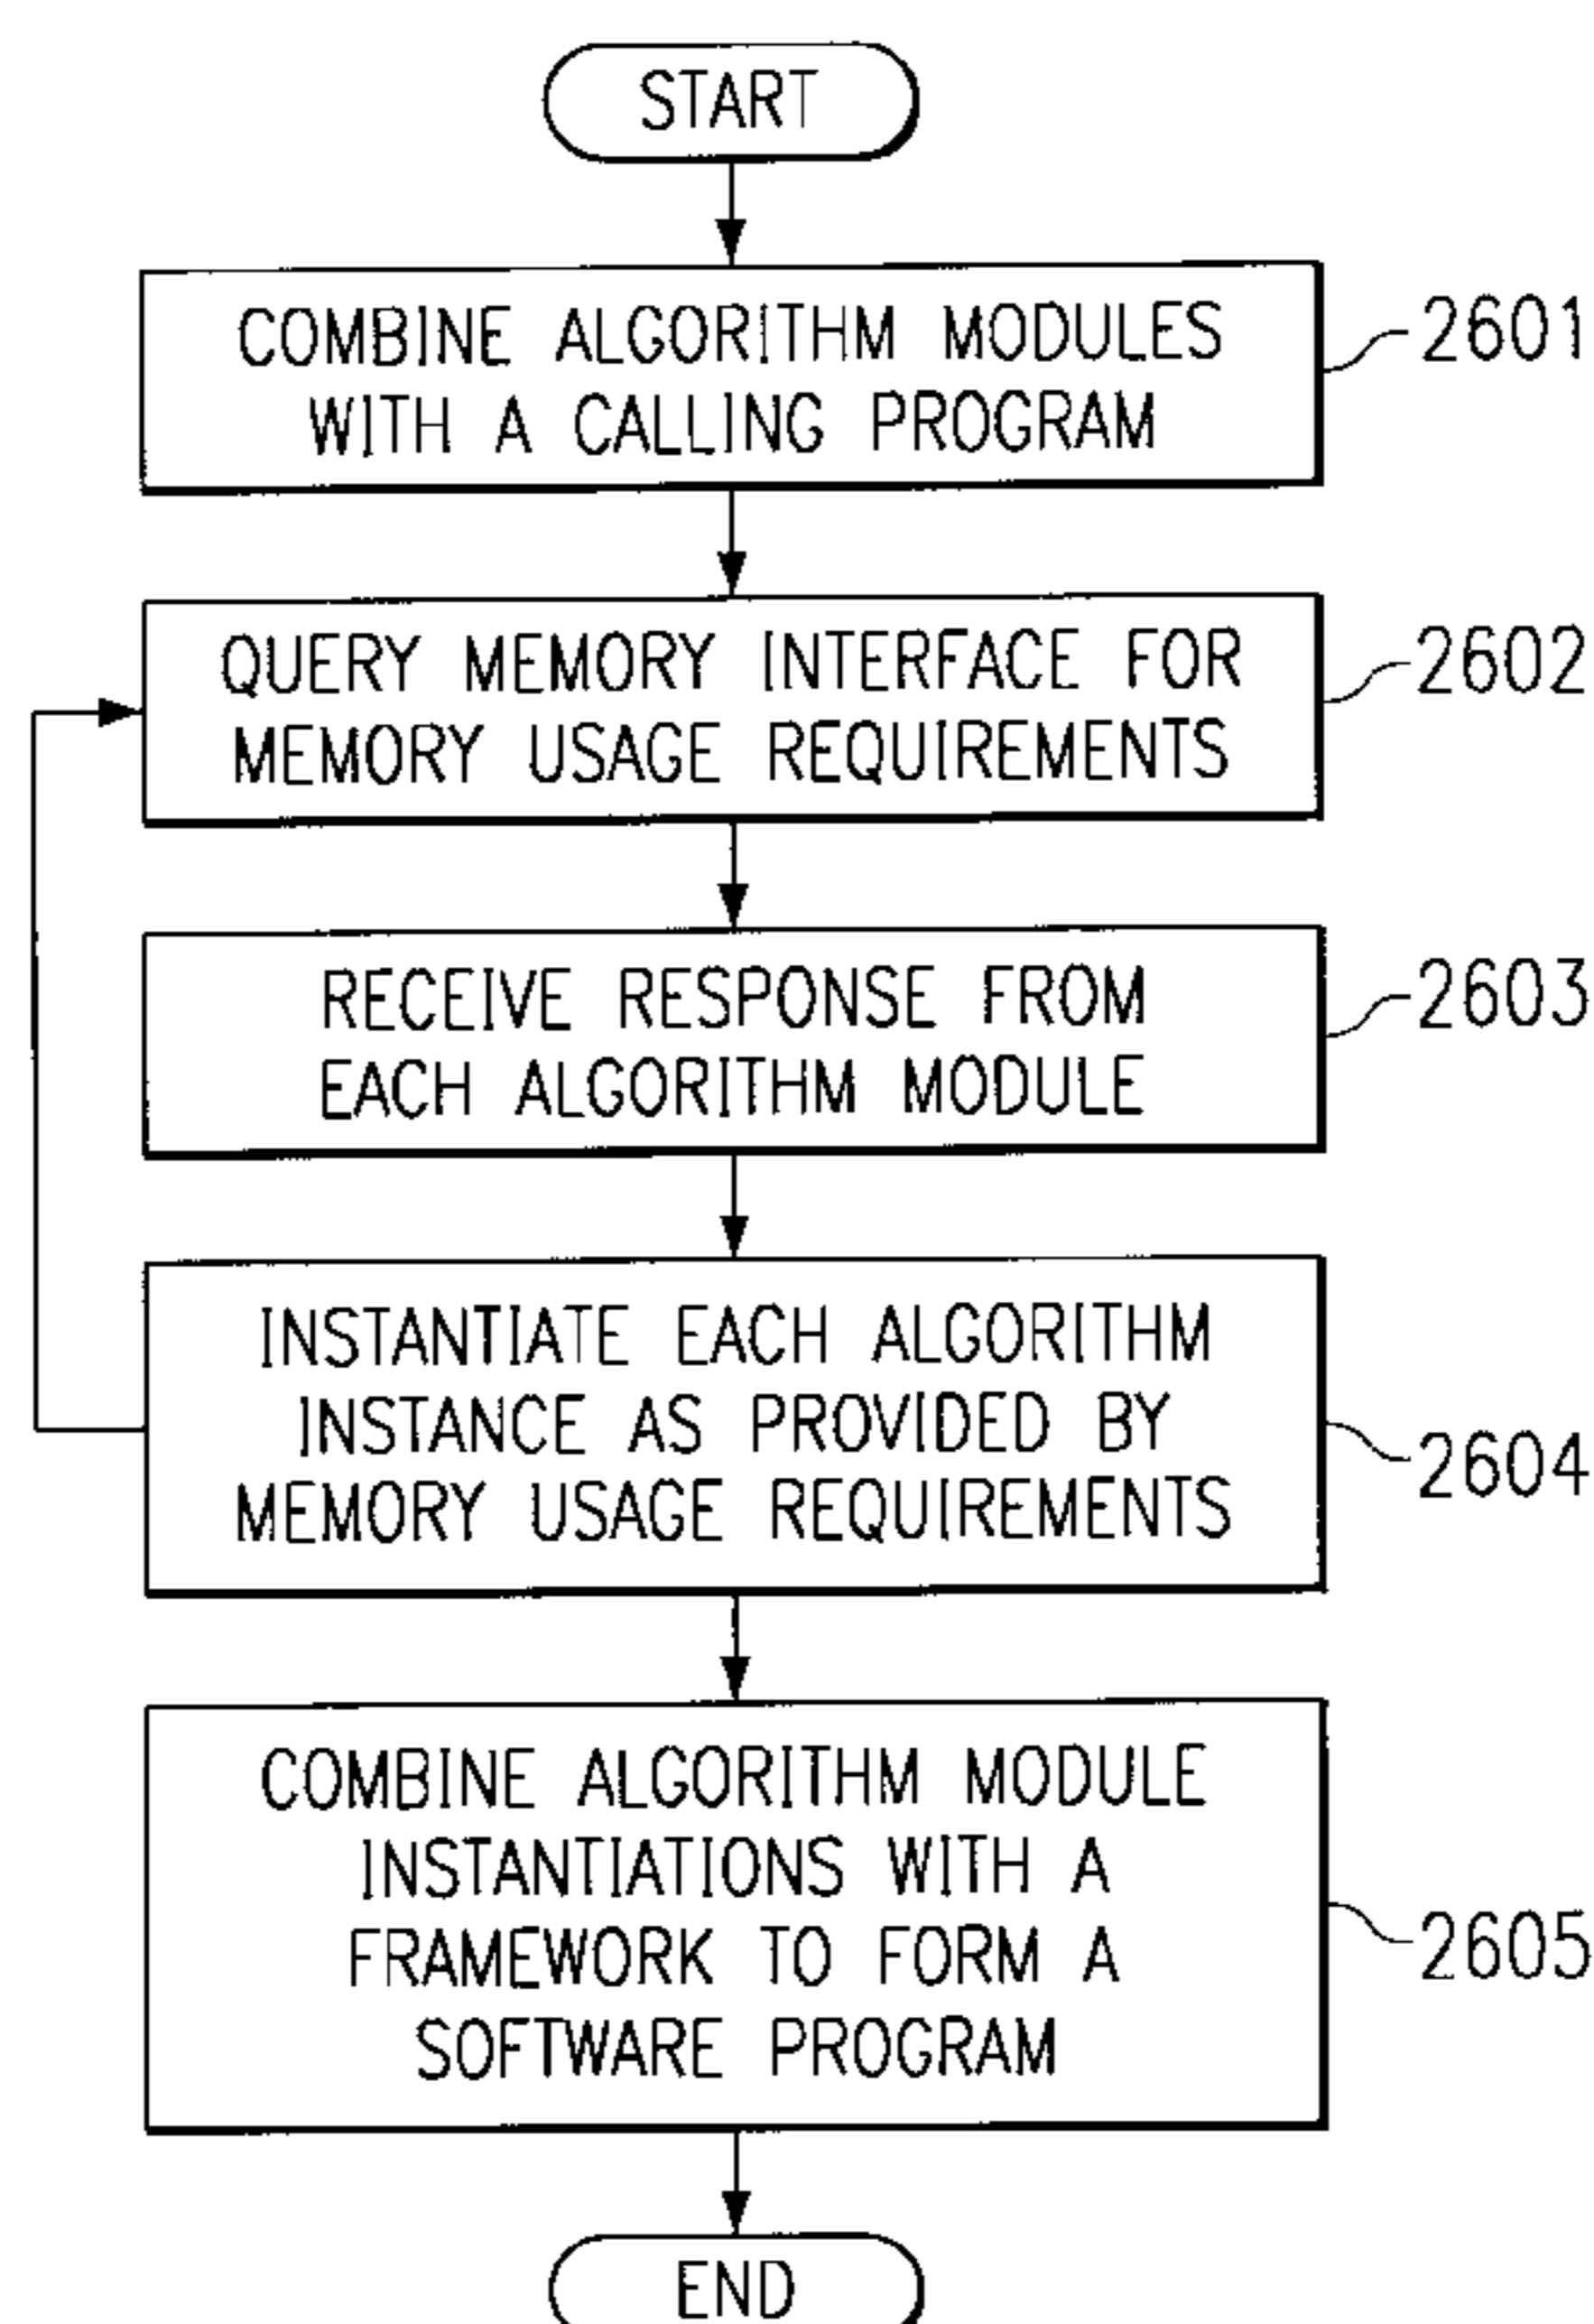 START
COMBINE ALGORITHM MODULES
WITH A CALLING PROGRAM
2601
QUERY MEMORY INTERFACE FOR
MEMORY USAGE REQUIREMENTS
2602
RECEIVE RESPONSE FROM
EACH ALGORITHM MODULE
2603
INSTANTIATE EACH ALGORITHM
INSTANCE AS PROVIDED BY
MEMORY USAGE REQUIREMENTS
2604
COMBINE ALGORITHM MODULE
INSTANTIATIONS WITH A
FRAMEWORK TO FORM A
SOFTWARE PROGRAM
2605
END